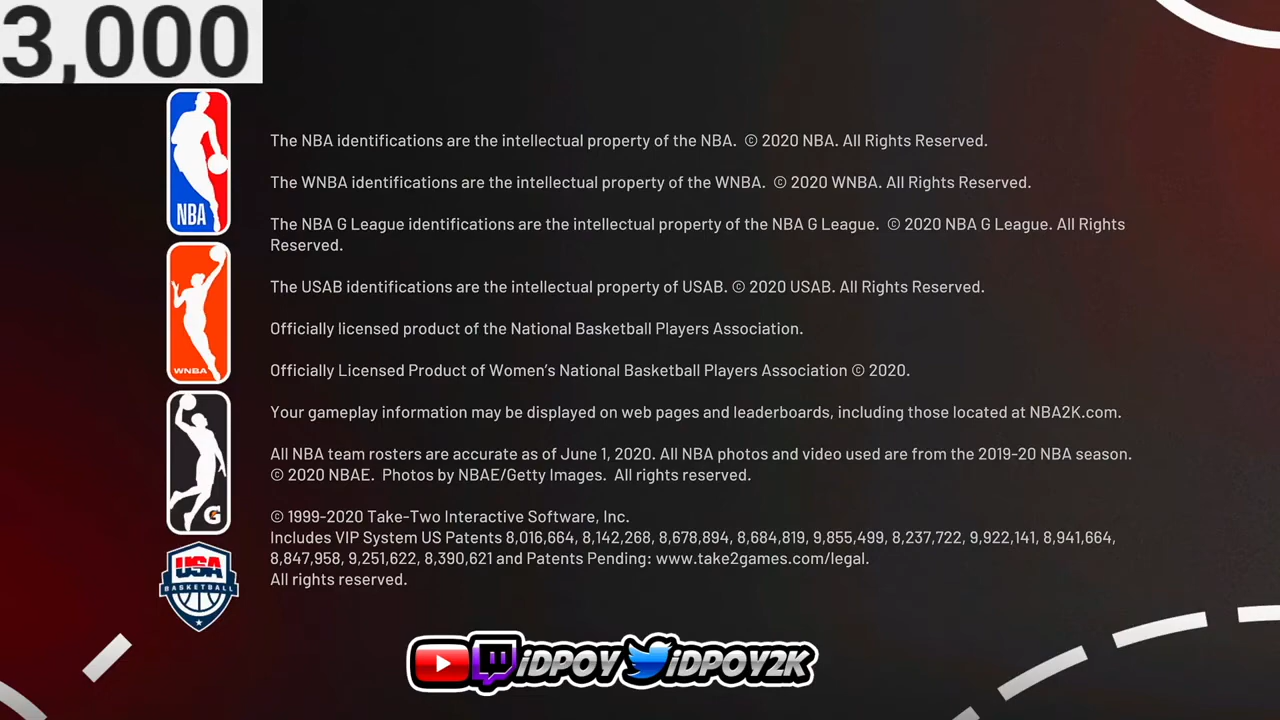 3,000
NBA
The NBA identifications are the intellectual property of the NBA.  © 2020 NBA. All Rights Reserved.
The WNBA identifications are the intellectual property of the WNBA.  © 2020 WNBA. All Rights Reserved.
The NBA G League identifications are the intellectual property of the NBA G League.  © 2020 NBA G League. All Rights
Reserved.
WNBA
The USAB identifications are the intellectual property of USAB. © 2020 USAB. All Rights Reserved.
Officially licensed product of the National Basketball Players Association.
Officially Licensed Product of Women's National Basketball Players Association © 2020.
Your gameplay information may be displayed on web pages and leaderboards, including those located at NBA2K.com.
All NBA team rosters are accurate as of June 1, 2020. All NBA photos and video used are from the 2019-20 NBA season.
© 2020 NBAE.  Photos by NBAE/Getty Images.  All rights reserved.
G
© 1999-2020 Take-Two Interactive Software, Inc.
Includes VIP System US Patents 8,016,664, 8,142,268, 8,678,894, 8,684,819, 9,855,499, 8,237,722, 9,922,141, 8,941,664,
8,847,958, 9,251,622, 8,390,621 and Patents Pending: www.take2games.com/legal.
All rights reserved.
USA
BASKETBALL
iDPOY iDPOY2K